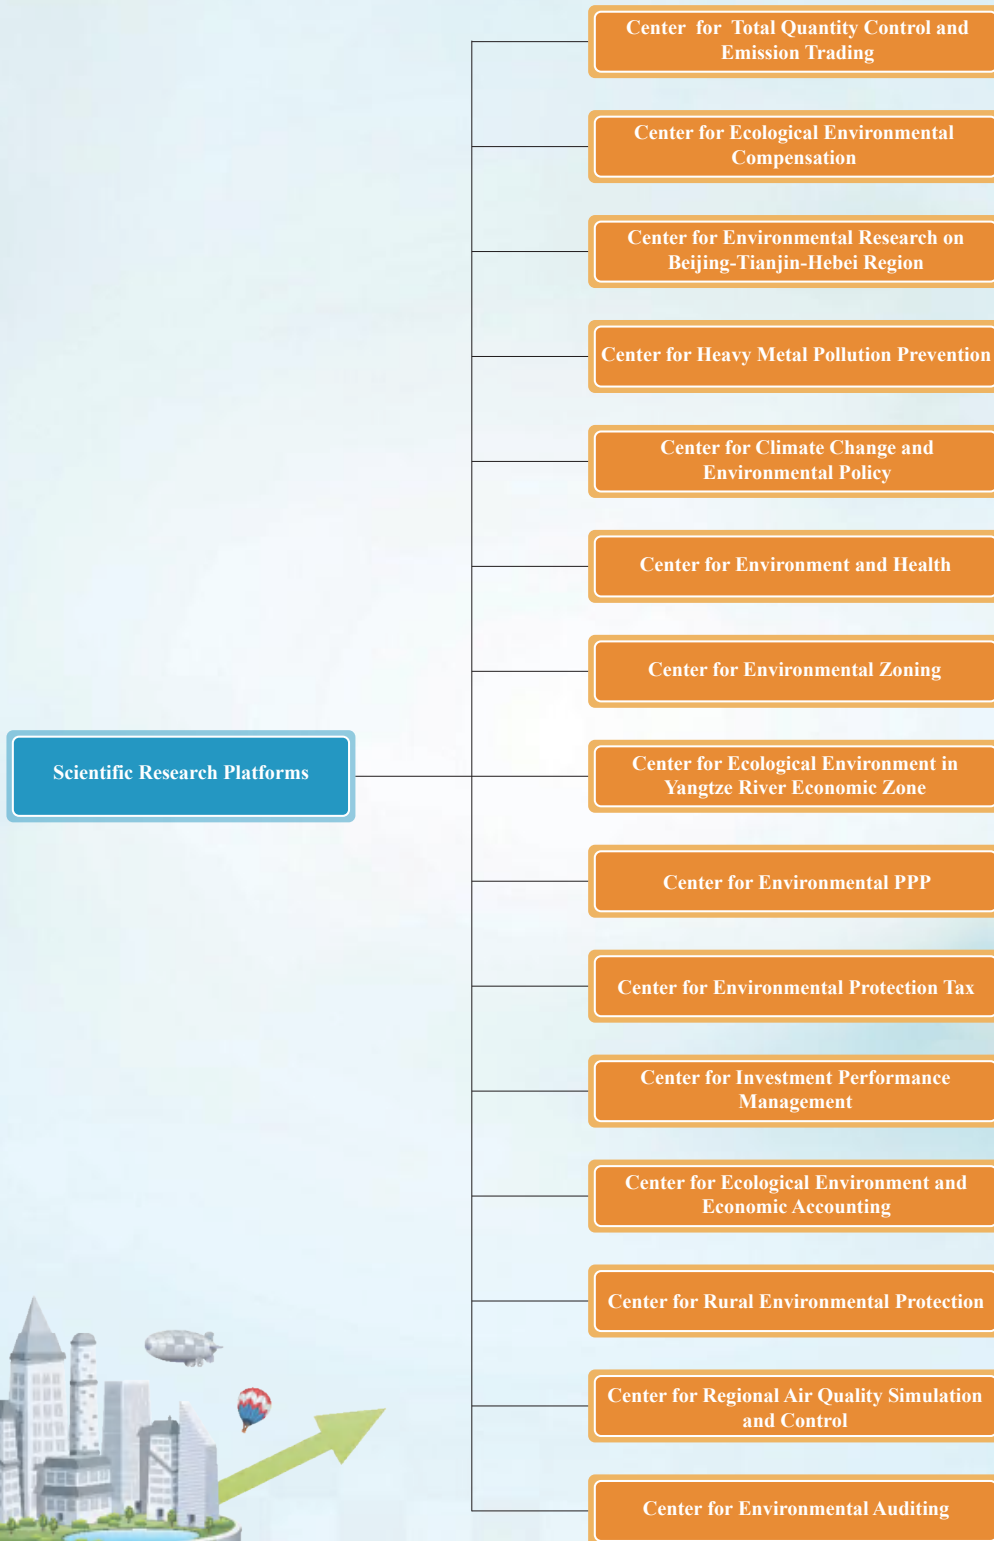 Center for Total Quantity Control and
Emission Trading
Center for Ecological Environmental
Compensation
Center for Environmental Research on
Beijing-Tianjin-Hebei Region
Center for Heavy Metal Pollution Prevention
Center for Climate Change and
Environmental Policy
Center for Environment and Health
Center for Environmental Zoning
Scientific Research Platforms
Center for Ecological Environment in
Yangtze River Economic Zone
Center for Environmental PPP
Center for Environmental Protection Tax
Center for Investment Performance
Management
Center for Ecological Environment and
Economic Accounting
Center for Rural Environmental Protection
Center for Regional Air Quality Simulation
and Control
Center for Environmental Auditing